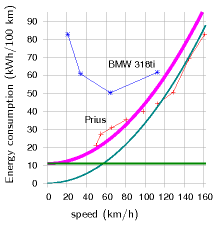 Energy consumption (kWh/100 km)
90
80
70
60
50
40
30
20
10
0
BMW 318ti
Prius
0 20 40 60 80 100 120 140 160
speed (km/h)